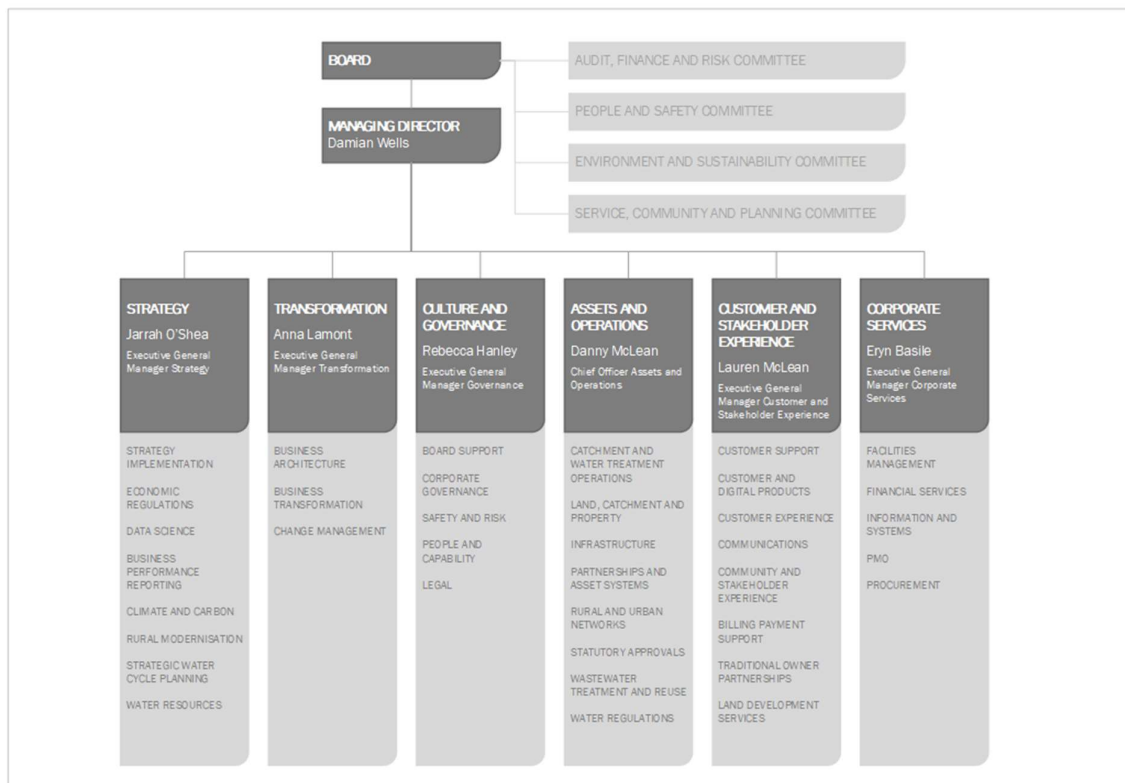 BOARD
MANAGING DIRECTOR
Damian Wells
AUDIT, FINANCE AND RISK COMMITTEE
PEOPLE AND SAFETY COMMITTEE
ENVIRONMENT AND SUSTAINABILITY COMMITTEE
SERVICE, COMMUNITY AND PLANNING COMMITTEE
STRATEGY
Jarrah O'Shea
Executive General
Manager Strategy
STRATEGY
IMPLEMENTATION
ECONOMIC
REGULATIONS
DATA SCIENCE
BUSINESS
PERFORMANCE
REPORTING
CLIMATE AND CARBON
RURAL MODERNISATION
STRATEGIC WATER
CYCLE PLANNING
WATER RESOURCES
TRANSFORMATION
Anna Lamont
Executive General
Manager Transformation
BUSINESS
ARCHITECTURE
BUSINESS
TRANSFORMATION
CHANGE MANAGEMENT
CULTURE AND
GOVERNANCE
Rebecca Hanley
Executive General
Manager Governance
BOARD SUPPORT
CORPORATE
GOVERNANCE
SAFETY AND RISK
PEOPLE AND
CAPABILITY
LEGAL
ASSETS AND
OPERATIONS
Danny McLean
Chief Officer Assets and
Operations
CATCHMENT AND
WATER TREATMENT
OPERATIONS
LAND, CATCHMENT AND
PROPERTY
INFRASTRUCTURE
PARTNERSHIPS AND
ASSET SYSTEMS
RURAL AND URBAN
NETWORKS
STATUTORY APPROVALS
WASTEWATER
TREATMENT AND REUSE
WATER REGULATIONS
CUSTOMER AND
STAKEHOLDER
EXPERIENCE
Lauren McLean
Executive General
Manager Customer and
Stakeholder Experience
CUSTOMER SUPPORT
CUSTOMER AND
DIGITAL PRODUCTS
CUSTOMER EXPERIENCE
COMMUNICATIONS
COMMUNITY AND
STAKEHOLDER
EXPERIENCE
BILLING PAYMENT
SUPPORT
TRADITIONAL OWNER
PARTNERSHIPS
LAND DEVELOPMENT
SERVICES
CORPORATE
SERVICES
Eryn Basile
Executive General
Manager Corporate
Services
FACILITIES
MANAGEMENT
FINANCIAL SERVICES
INFORMATION AND
SYSTEMS
PMO
PROCUREMENT